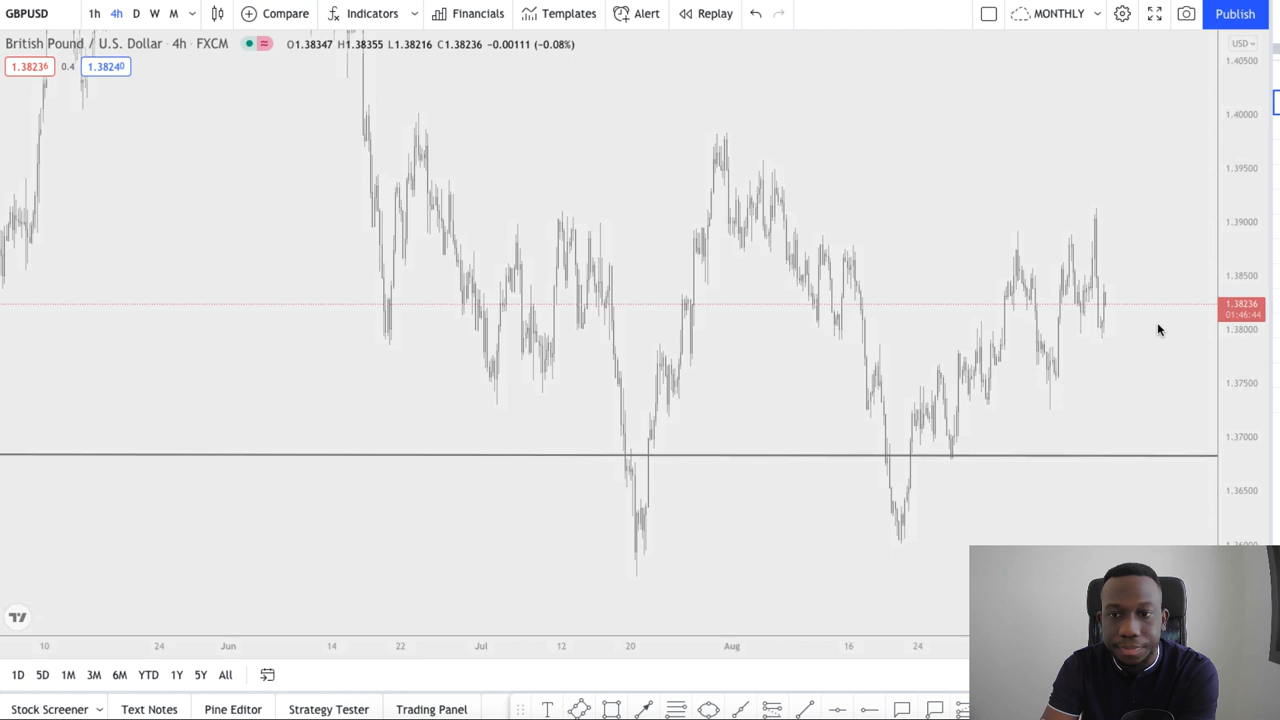 GBPUSD 1h 4h D W M Compare Indicators Financials Templates Alert Replay MONTHLY Publish
British Pound / U.S. Dollar · 4h · FXCM O1.38347 H1.38355 L1.38216 C1.38236 −0.00111 (−0.08%) USD
1.38236 0.4 1.38240
1.40500
1.40000
1.39500
1.39000
1.38500
1.38236
01:46:44
1.38000
1.37500
1.37000
1.36500
10 24 Jun 14 22 Jul 12 20 Aug 16 24
1D 5D 1M 3M 6M YTD 1Y 5Y All
Stock Screener Text Notes Pine Editor Strategy Tester Trading Panel